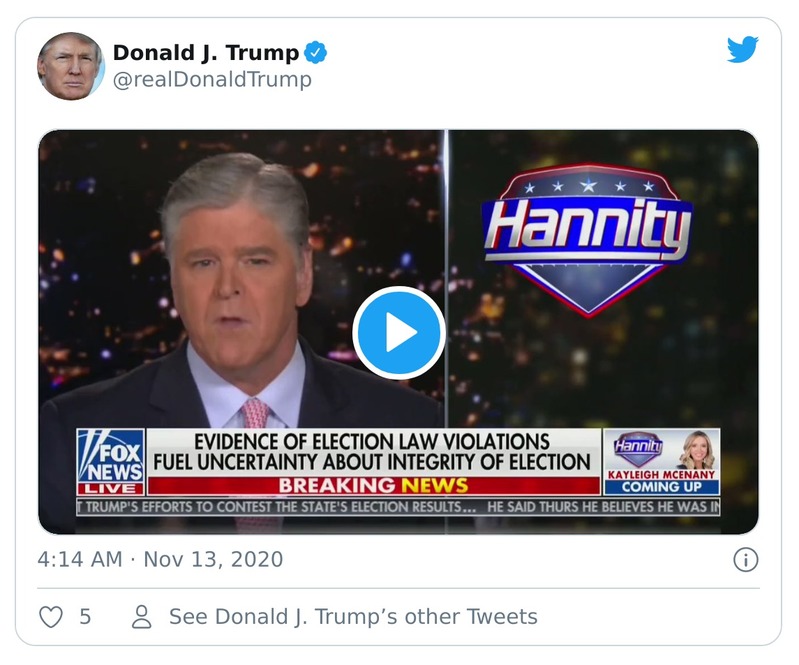 Donald J. Trump
@realDonaldTrump
Hannity
FOX
NEWS
LIVE
EVIDENCE OF ELECTION LAW VIOLATIONS
FUEL UNCERTAINTY ABOUT INTEGRITY OF ELECTION
BREAKING NEWS
Hannity
KAYLEIGH MCENANY
COMING UP
T TRUMP'S EFFORTS TO CONTEST THE STATE'S ELECTION RESULTS... HE SAID THURS HE BELIEVES HE WAS IN
4:14 AM · Nov 13, 2020
5
See Donald J. Trump’s other Tweets